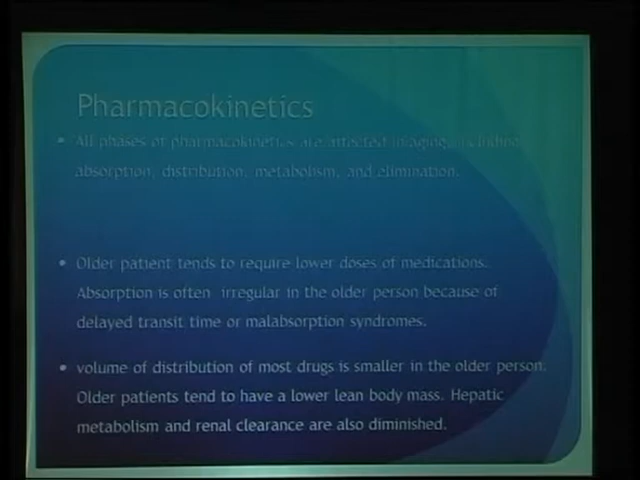 Pharmacokinetics
• All phases of pharmacokinetics are affected in aging, including
absorption, distribution, metabolism, and elimination.
• Older patient tends to require lower doses of medications.
Absorption is often irregular in the older person because of
delayed transit time or malabsorption syndromes.
• volume of distribution of most drugs is smaller in the older person.
Older patients tend to have a lower lean body mass. Hepatic
metabolism and renal clearance are also diminished.